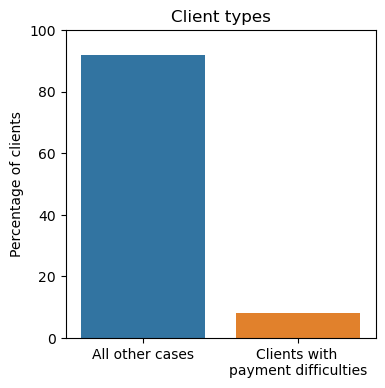 Client types
Percentage of clients
100
80
60
40
20
0
All other cases
Clients with
payment difficulties